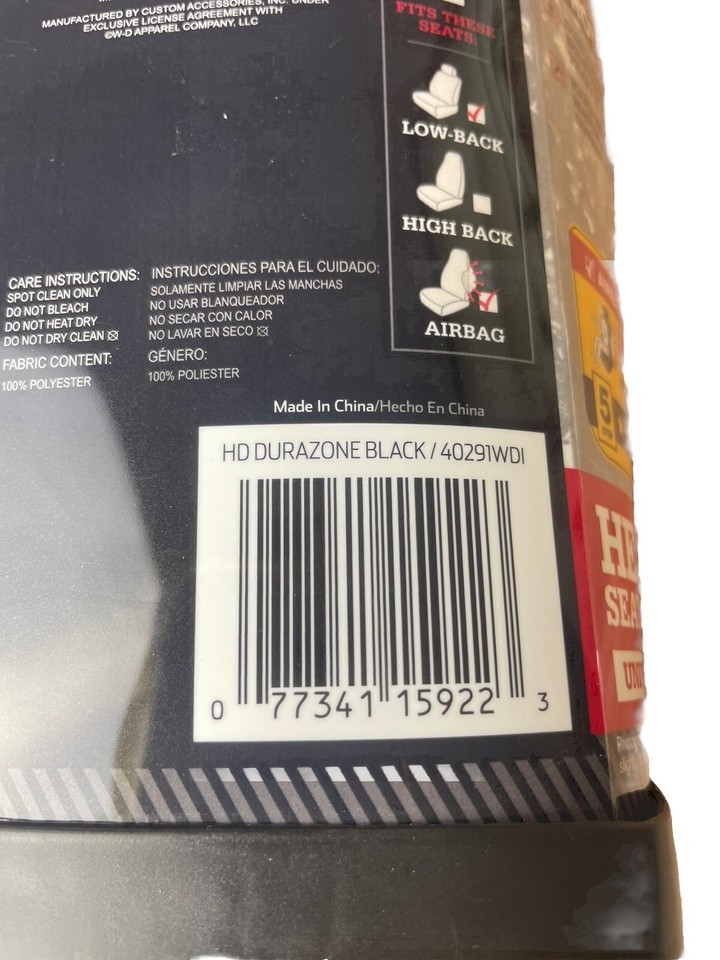 MANUFACTURED BY CUSTOM ACCESSORIES, INC. UNDER
EXCLUSIVE LICENSE AGREEMENT WITH
©W-D APPAREL COMPANY, LLC
FITS THESE
SEATS:
LOW-BACK
HIGH BACK
AIRBAG
CARE INSTRUCTIONS:
SPOT CLEAN ONLY
DO NOT BLEACH
DO NOT HEAT DRY
DO NOT DRY CLEAN
FABRIC CONTENT:
100% POLYESTER
INSTRUCCIONES PARA EL CUIDADO:
SOLAMENTE LIMPIAR LAS MANCHAS
NO USAR BLANQUEADOR
NO SECAR CON CALOR
NO LAVAR EN SECO
GÉNERO:
100% POLIESTER
Made In China/Hecho En China
HD DURAZONE BLACK / 40291WDI
0 77341 15922 3
5
HE
SEA
UNI